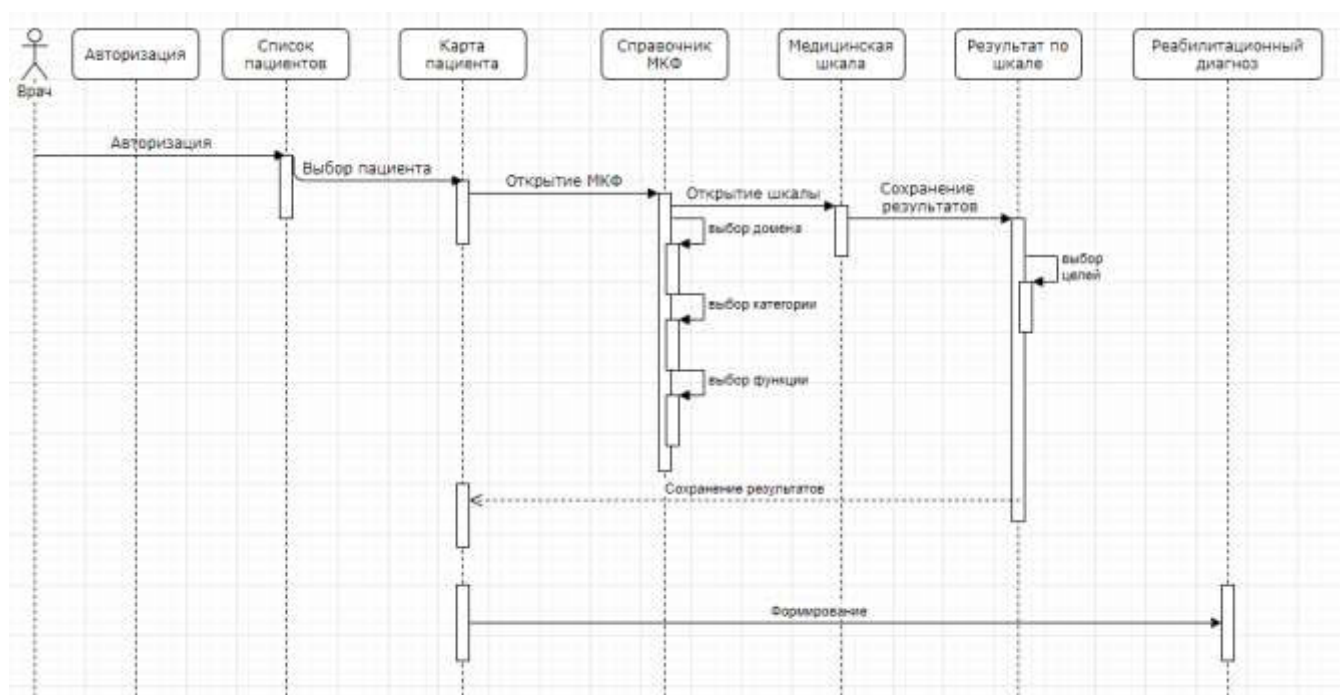 Врач
Авторизация
Список
пациентов
Карта
пациента
Справочник
МКФ
Медицинская
шкала
Результат по
шкале
Реабилитационный
диагноз
Авторизация
Выбор пациента
Открытие МКФ
Открытие шкалы
Сохранение
результатов
выбор домена
выбор
целей
выбор категории
выбор функции
Сохранение результатов
Формирование